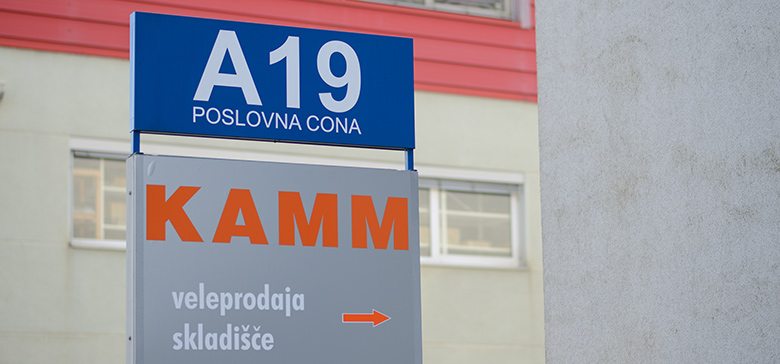 A19
POSLOVNA CONA
KAMM
veleprodaja
skladišče